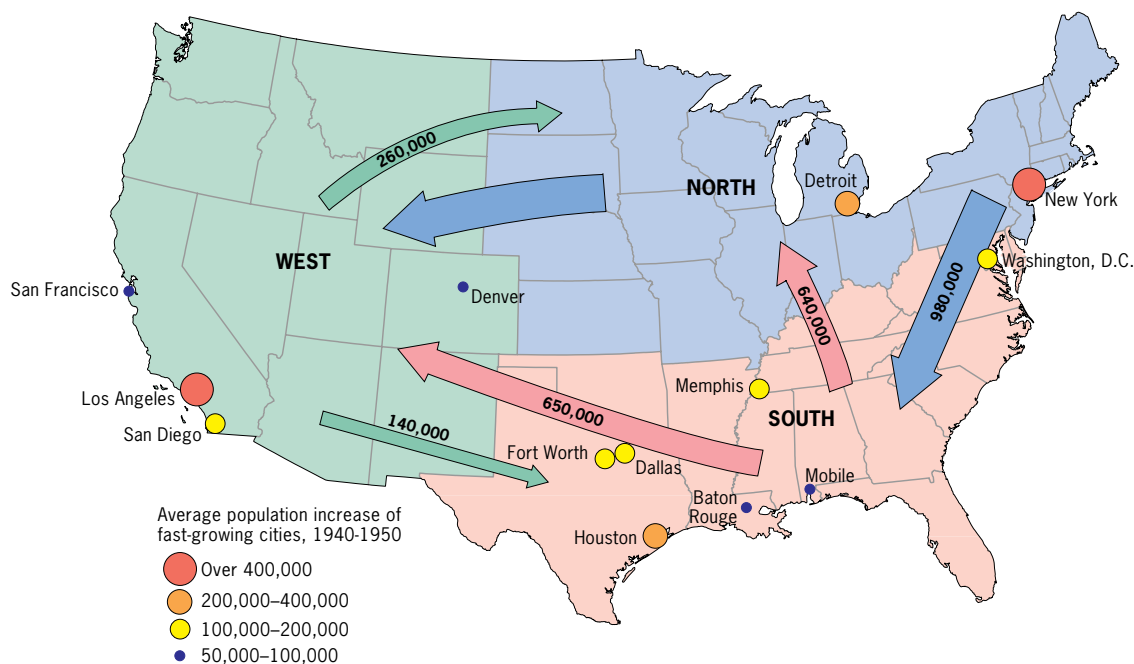 260,000
NORTH
Detroit
New York
WEST
Washington, D.C.
980,000
San Francisco
Denver
640,000
Los Angeles
San Diego
Memphis
SOUTH
650,000
140,000
Fort Worth
Dallas
Mobile
Baton
Rouge
Houston
Average population increase of
fast-growing cities, 1940-1950
Over 400,000
200,000–400,000
100,000–200,000
50,000–100,000